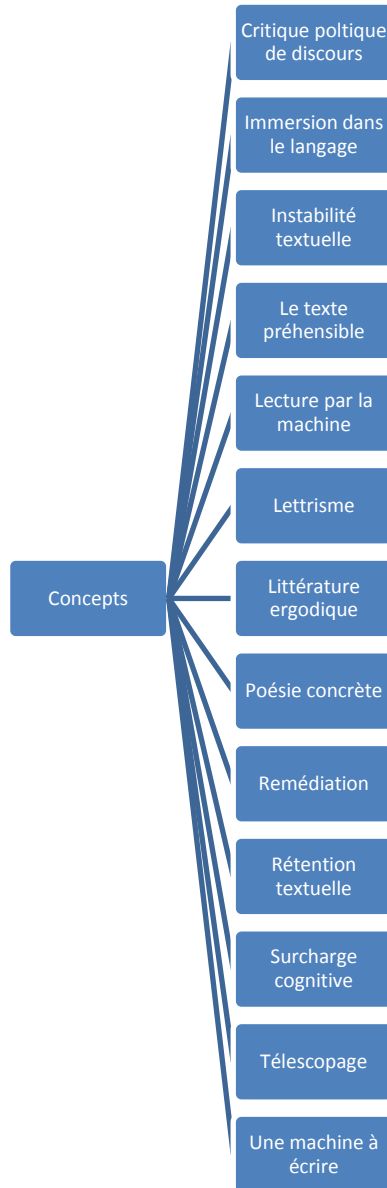 Critique poltique
de discours
Immersion dans
le langage
Instabilité
textuelle
Le texte
préhensible
Lecture par la
machine
Lettrisme
Concepts
Littérature
ergodique
Poésie concrète
Remédiation
Rétention
textuelle
Surcharge
cognitive
Télescopage
Une machine à
écrire